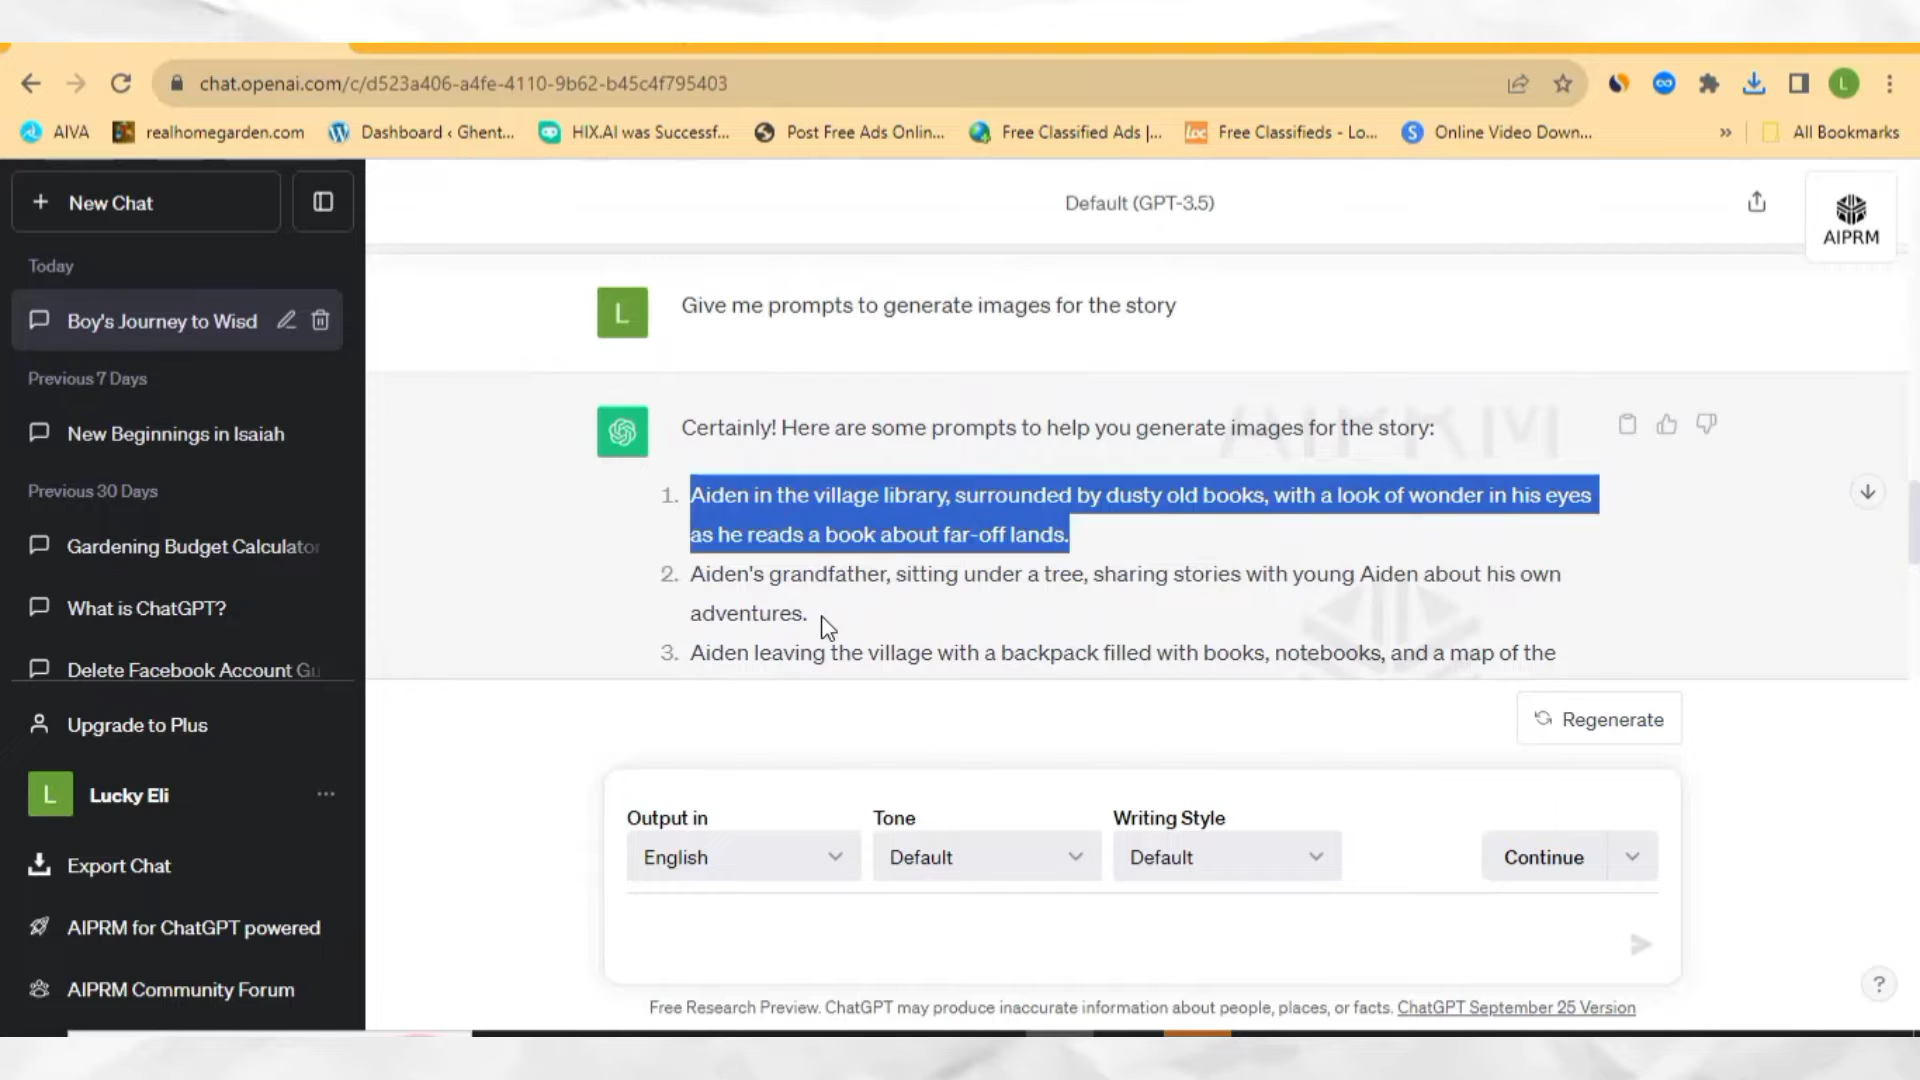 chat.openai.com/c/d523a406-a4fe-4110-9b62-b45c4f795403
L
AIVA
realhomegarden.com
Dashboard ‹ Ghent...
HIX.AI was Successf...
Post Free Ads Onlin...
Free Classified Ads |...
loc
Free Classifieds - Lo...
S
Online Video Down...
»
All Bookmarks
+ New Chat
Default (GPT-3.5)
AIPRM
Today
Boy's Journey to Wisd
Previous 7 Days
New Beginnings in Isaiah
Previous 30 Days
Gardening Budget Calculator
What is ChatGPT?
Delete Facebook Account Gu
Upgrade to Plus
L
Lucky Eli
...
Export Chat
AIPRM for ChatGPT powered
AIPRM Community Forum
L
Give me prompts to generate images for the story
AIPRM
Certainly! Here are some prompts to help you generate images for the story:
1. Aiden in the village library, surrounded by dusty old books, with a look of wonder in his eyes
as he reads a book about far-off lands.
2. Aiden's grandfather, sitting under a tree, sharing stories with young Aiden about his own
adventures.
3. Aiden leaving the village with a backpack filled with books, notebooks, and a map of the
Regenerate
Output in
Tone
Writing Style
English
Default
Default
Continue
?
Free Research Preview. ChatGPT may produce inaccurate information about people, places, or facts. ChatGPT September 25 Version